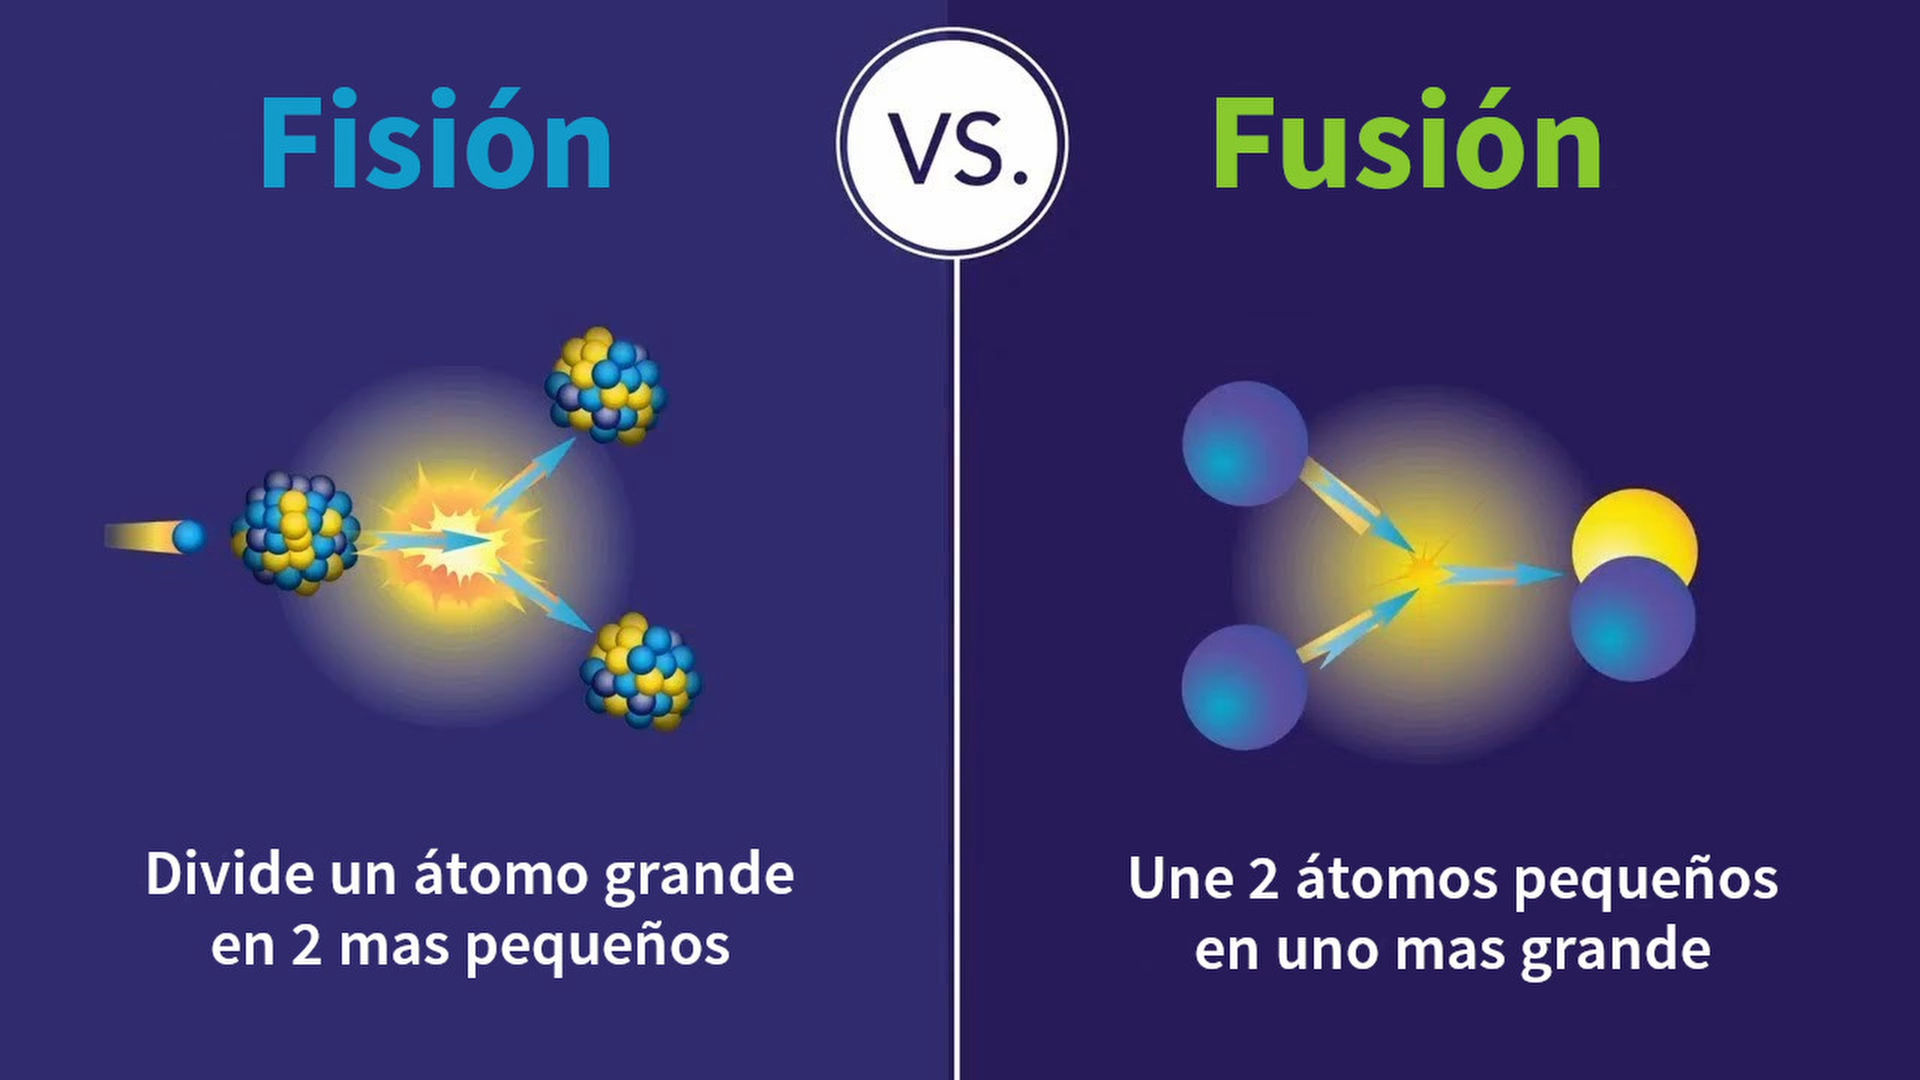 Fisión
VS.
Fusión
Divide un átomo grande
en 2 mas pequeños
Une 2 átomos pequeños
en uno mas grande